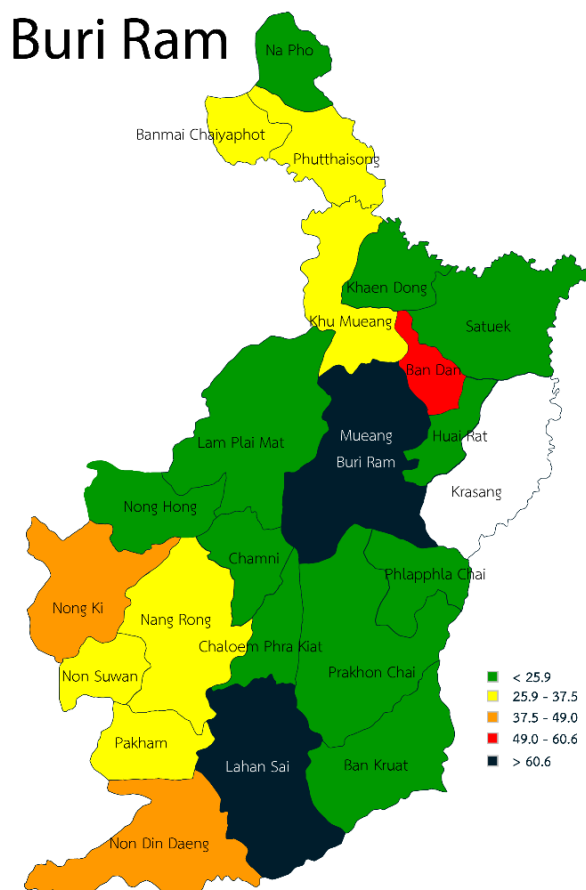 Buri Ram
Na Pho
Banmai Chaiyaphot
Phutthaisong
Khaen Dong
Khu Mueang
Satuek
Ban Dan
Mueang
Buri Ram
Huai Rat
Lam Plai Mat
Krasang
Nong Hong
Chamni
Phlapphla Chai
Nong Ki
Nang Rong
Chaloem Phra Kiat
Prakhon Chai
Non Suwan
Pakham
Lahan Sai
Ban Kruat
Non Din Daeng
< 25.9
25.9 - 37.5
37.5 - 49.0
49.0 - 60.6
> 60.6